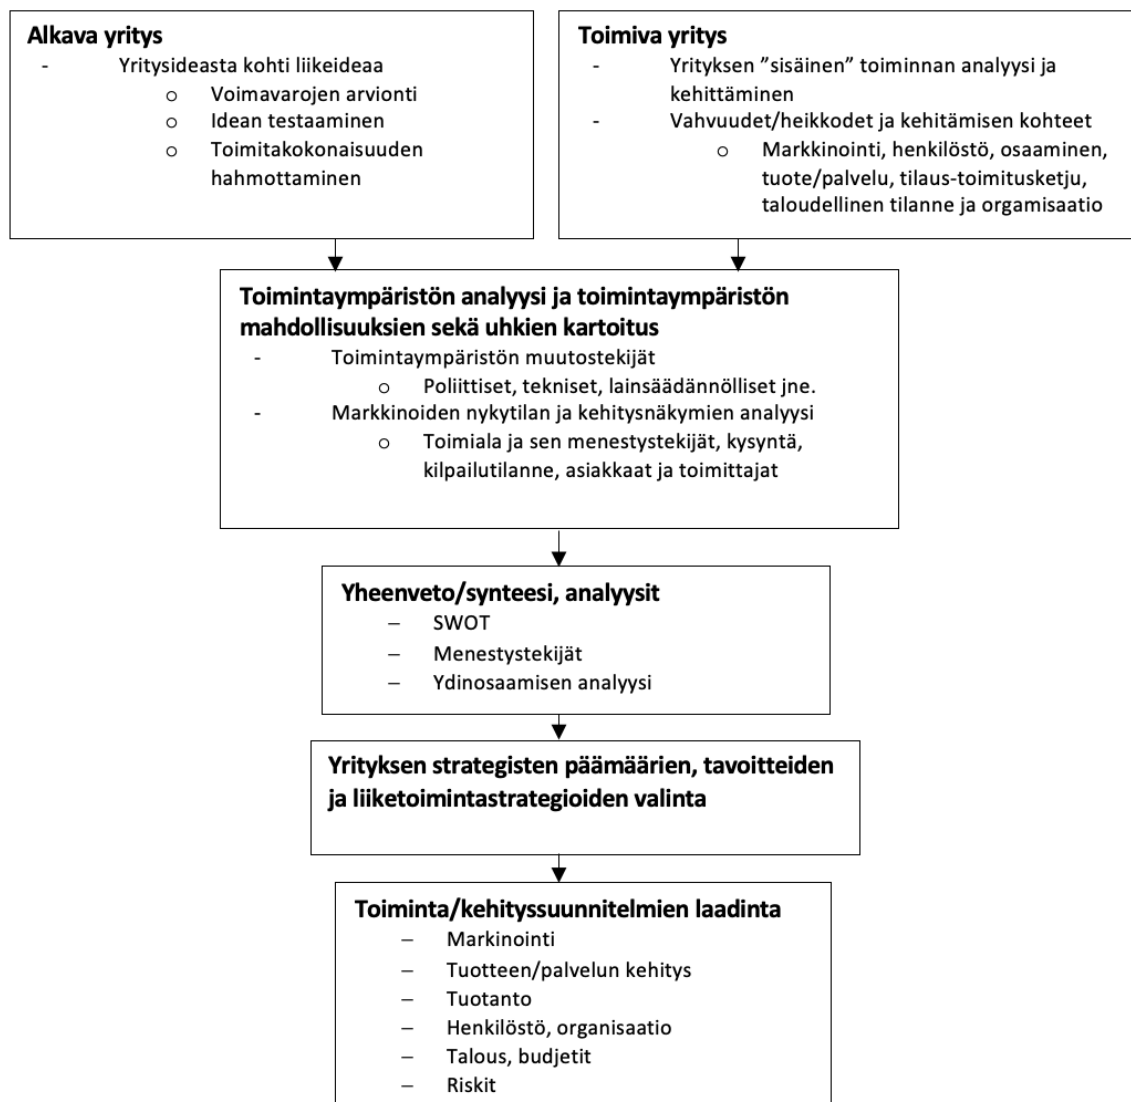 Alkava yritys
- Yritysideasta kohti liikeideaa
o Voimavarojen arvionti
o Idean testaaminen
o Toimitakokonaisuuden
hahmottaminen
Toimiva yritys
- Yrityksen ”sisäinen” toiminnan analyysi ja
kehittäminen
- Vahvuudet/heikkodet ja kehitämisen kohteet
o Markkinointi, henkilöstö, osaaminen,
tuote/palvelu, tilaus-toimitusketju,
taloudellinen tilanne ja orgamisaatio
Toimintaympäristön analyysi ja toimintaympäristön
mahdollisuuksien sekä uhkien kartoitus
- Toimintaympäristön muutostekijät
o Poliittiset, tekniset, lainsäädännölliset jne.
- Markkinoiden nykytilan ja kehitysnäkymien analyysi
o Toimiala ja sen menestystekijät, kysyntä,
kilpailutilanne, asiakkaat ja toimittajat
Yheenveto/synteesi, analyysit
– SWOT
– Menestystekijät
– Ydinosaamisen analyysi
Yrityksen strategisten päämäärien, tavoitteiden
ja liiketoimintastrategioiden valinta
Toiminta/kehityssuunnitelmien laadinta
– Markinointi
– Tuotteen/palvelun kehitys
– Tuotanto
– Henkilöstö, organisaatio
– Talous, budjetit
– Riskit